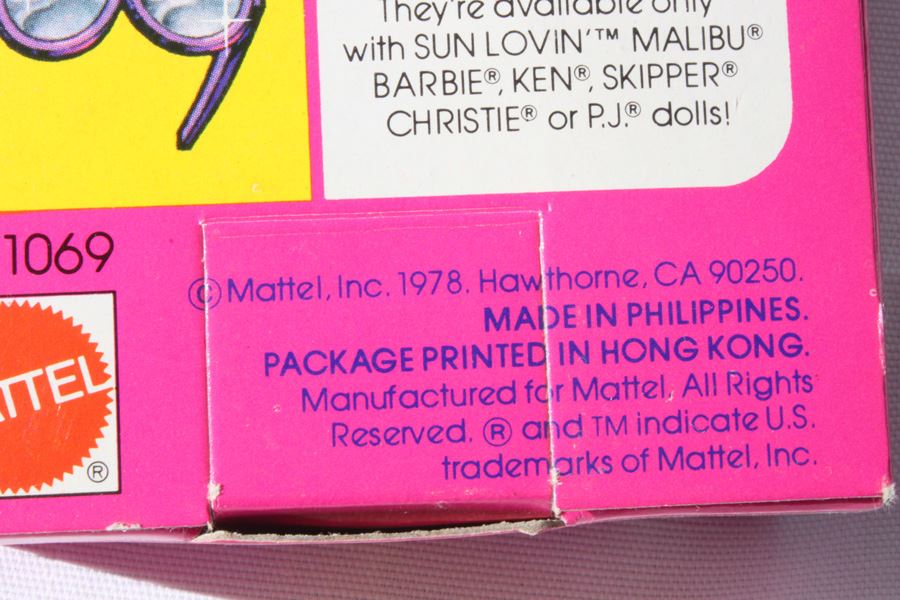 They're available only
with SUN LOVIN'™ MALIBU®
BARBIE®, KEN®, SKIPPER®
CHRISTIE® or P.J.® dolls!
1069
© Mattel, Inc. 1978. Hawthorne, CA 90250.
MADE IN PHILIPPINES.
PACKAGE PRINTED IN HONG KONG.
Manufactured for Mattel, All Rights
Reserved. ® and TM indicate U.S.
trademarks of Mattel, Inc.
ATTEL
®